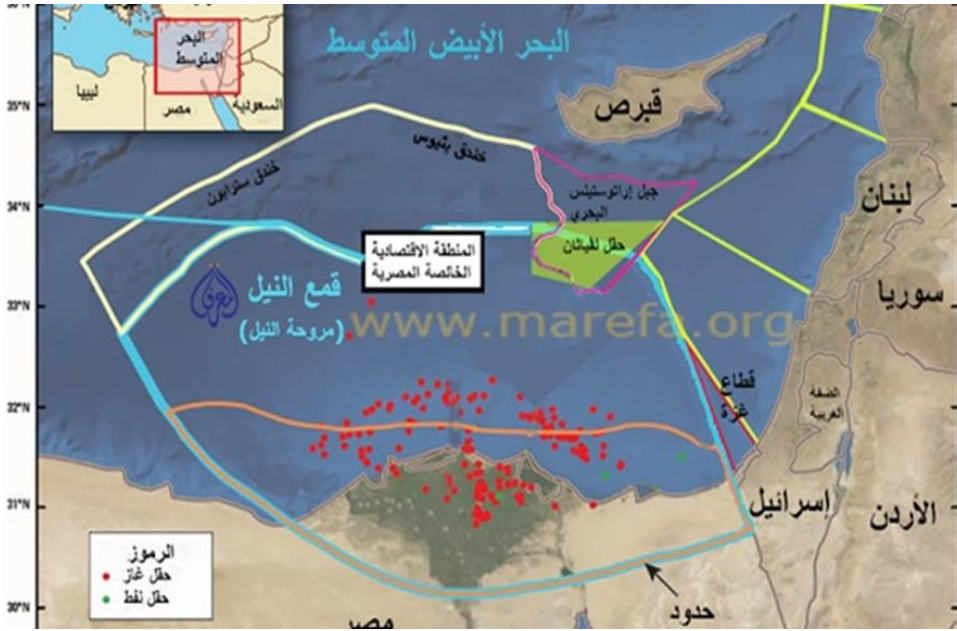 البحر
المتوسط
ليبيا
مصر
السعودية
البحر الأبيض المتوسط
قبرص
35°N
خندق پليوس
خندق سترابون
جبل إراتوستينس
البحري
لبنان
34°N
حقل لفياثان
المنطقة الاقتصادية
الخالصة المصرية
سوريا
33°N
قمع النيل
(مروحة النيل)
معرفة
www.marefa.org
قطاع
غزة
الضفة
الغربية
32°N
31°N
إسرائيل
الأردن
الرموز
حقل غاز
حقل نفط
حدود
30°N
مصر